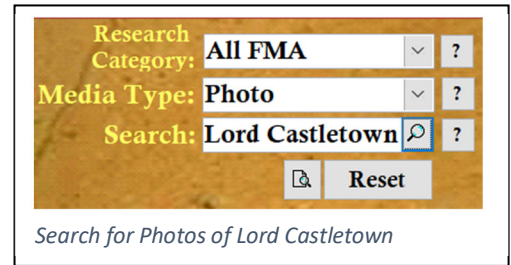 Research
Category: All FMA ?
Media Type: Photo ?
Search: Lord Castletown ?
Reset
Search for Photos of Lord Castletown